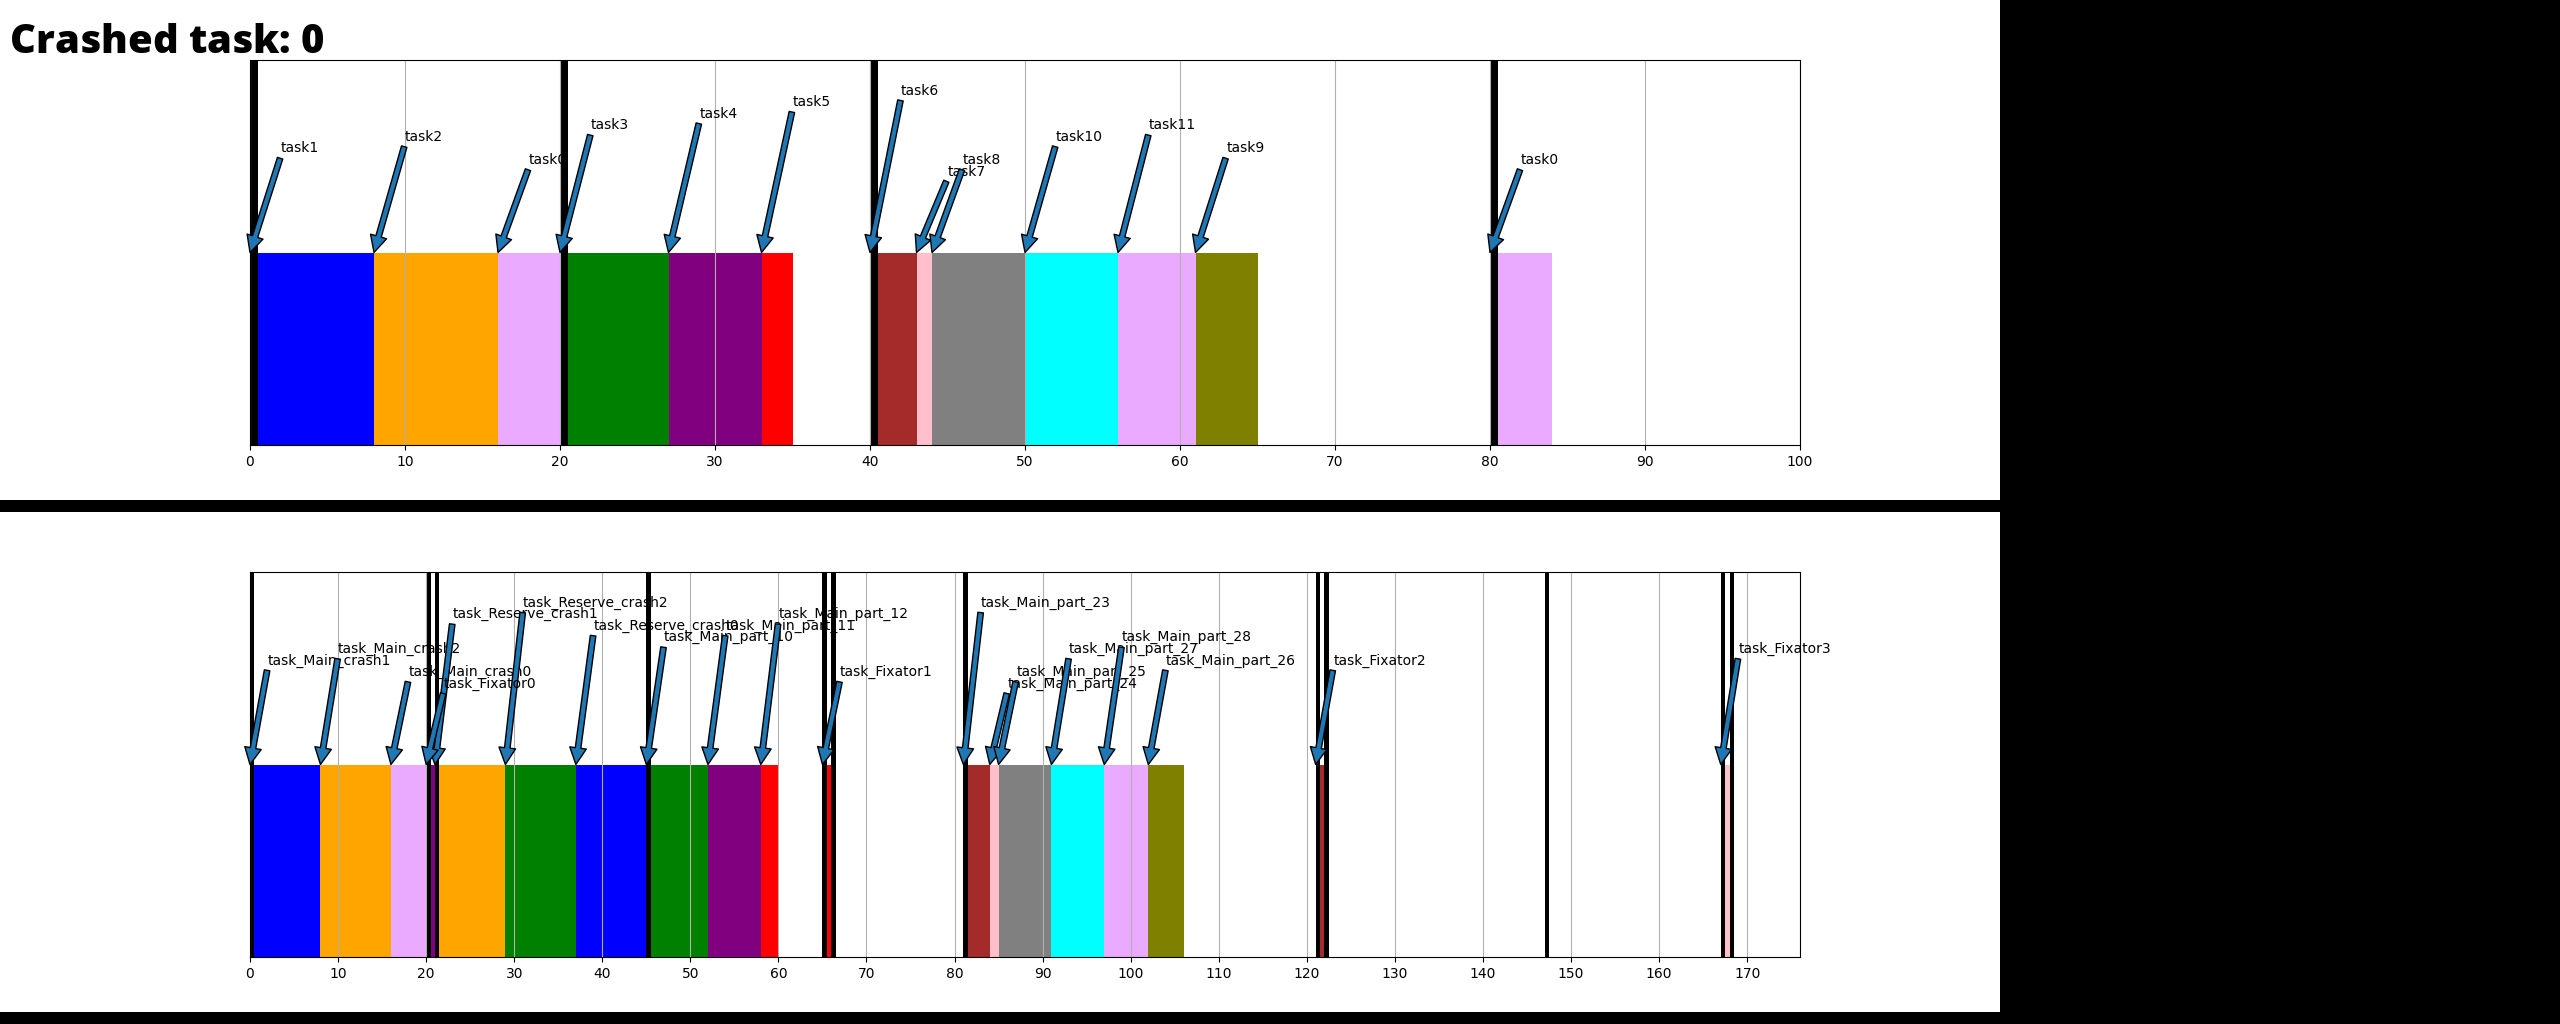 Crashed task: 0
task6
task5
task4
task3
task11
task2
task10
task1
task9
task0
task8
task0
task7
0 10 20 30 40 50 60 70 80 90 100
task_Reserve_crash2
task_Main_part_23
task_Reserve_crash1
task_Main_part_12
task_Reserve_crash0
task_Main_part_11
task_Main_part_10
task_Main_part_28
task_Main_crash2
task_Main_part_27
task_Fixator3
task_Main_crash1
task_Main_part_26
task_Fixator2
task_Main_crash0
task_Fixator1
task_Main_part_25
task_Fixator0
task_Main_part_24
0 10 20 30 40 50 60 70 80 90 100 110 120 130 140 150 160 170